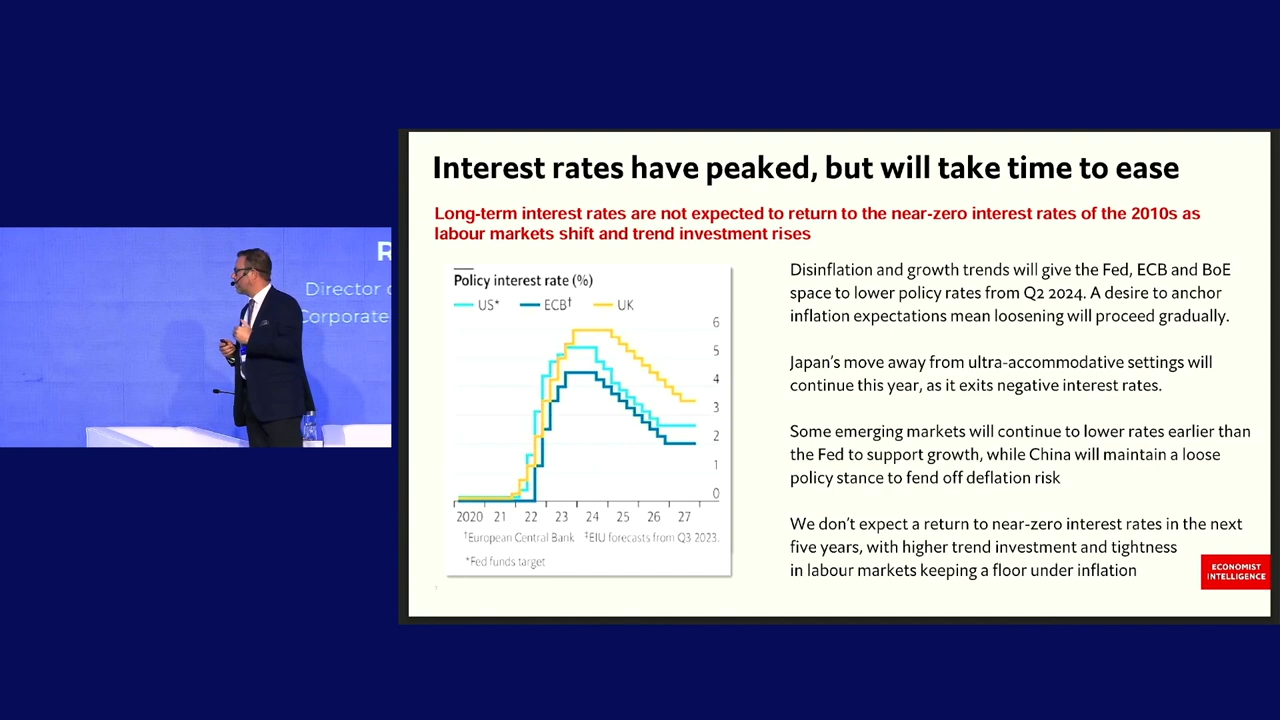 R
Director
Corporate
Interest rates have peaked, but will take time to ease
Long-term interest rates are not expected to return to the near-zero interest rates of the 2010s as
labour markets shift and trend investment rises
Policy interest rate (%)
US* ECB† UK
6
5
4
3
2
1
0
2020 21 22 23 24 25 26 27
†European Central Bank ‡EIU forecasts from Q3 2023.
*Fed funds target
Disinflation and growth trends will give the Fed, ECB and BoE
space to lower policy rates from Q2 2024. A desire to anchor
inflation expectations mean loosening will proceed gradually.
Japan’s move away from ultra-accommodative settings will
continue this year, as it exits negative interest rates.
Some emerging markets will continue to lower rates earlier than
the Fed to support growth, while China will maintain a loose
policy stance to fend off deflation risk
We don’t expect a return to near-zero interest rates in the next
five years, with higher trend investment and tightness
in labour markets keeping a floor under inflation
ECONOMIST
INTELLIGENCE